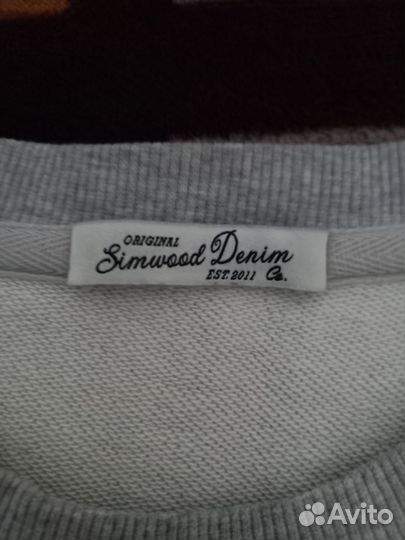 ORIGINAL
Simwood Denim
EST. 2011 Co.
Avito